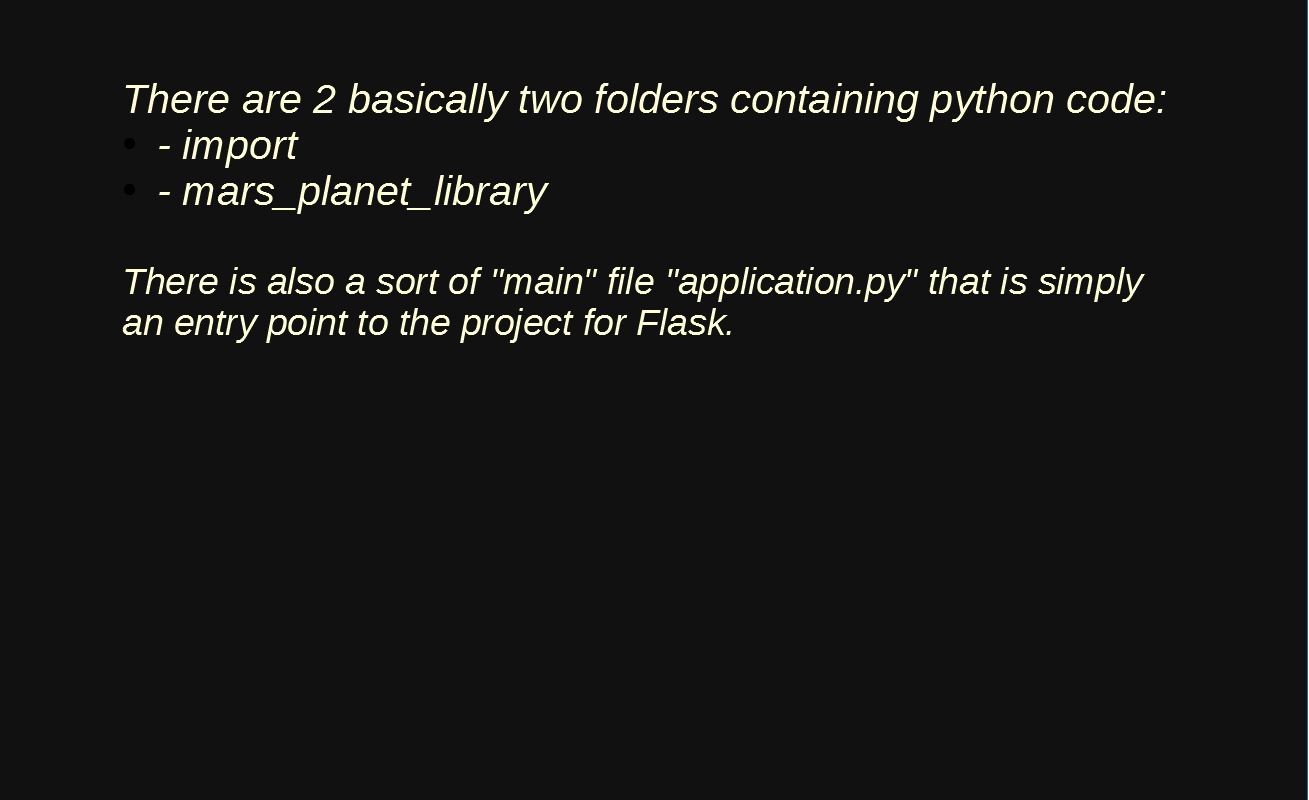 There are 2 basically two folders containing python code:
• - import
• - mars_planet_library
There is also a sort of "main" file "application.py" that is simply
an entry point to the project for Flask.